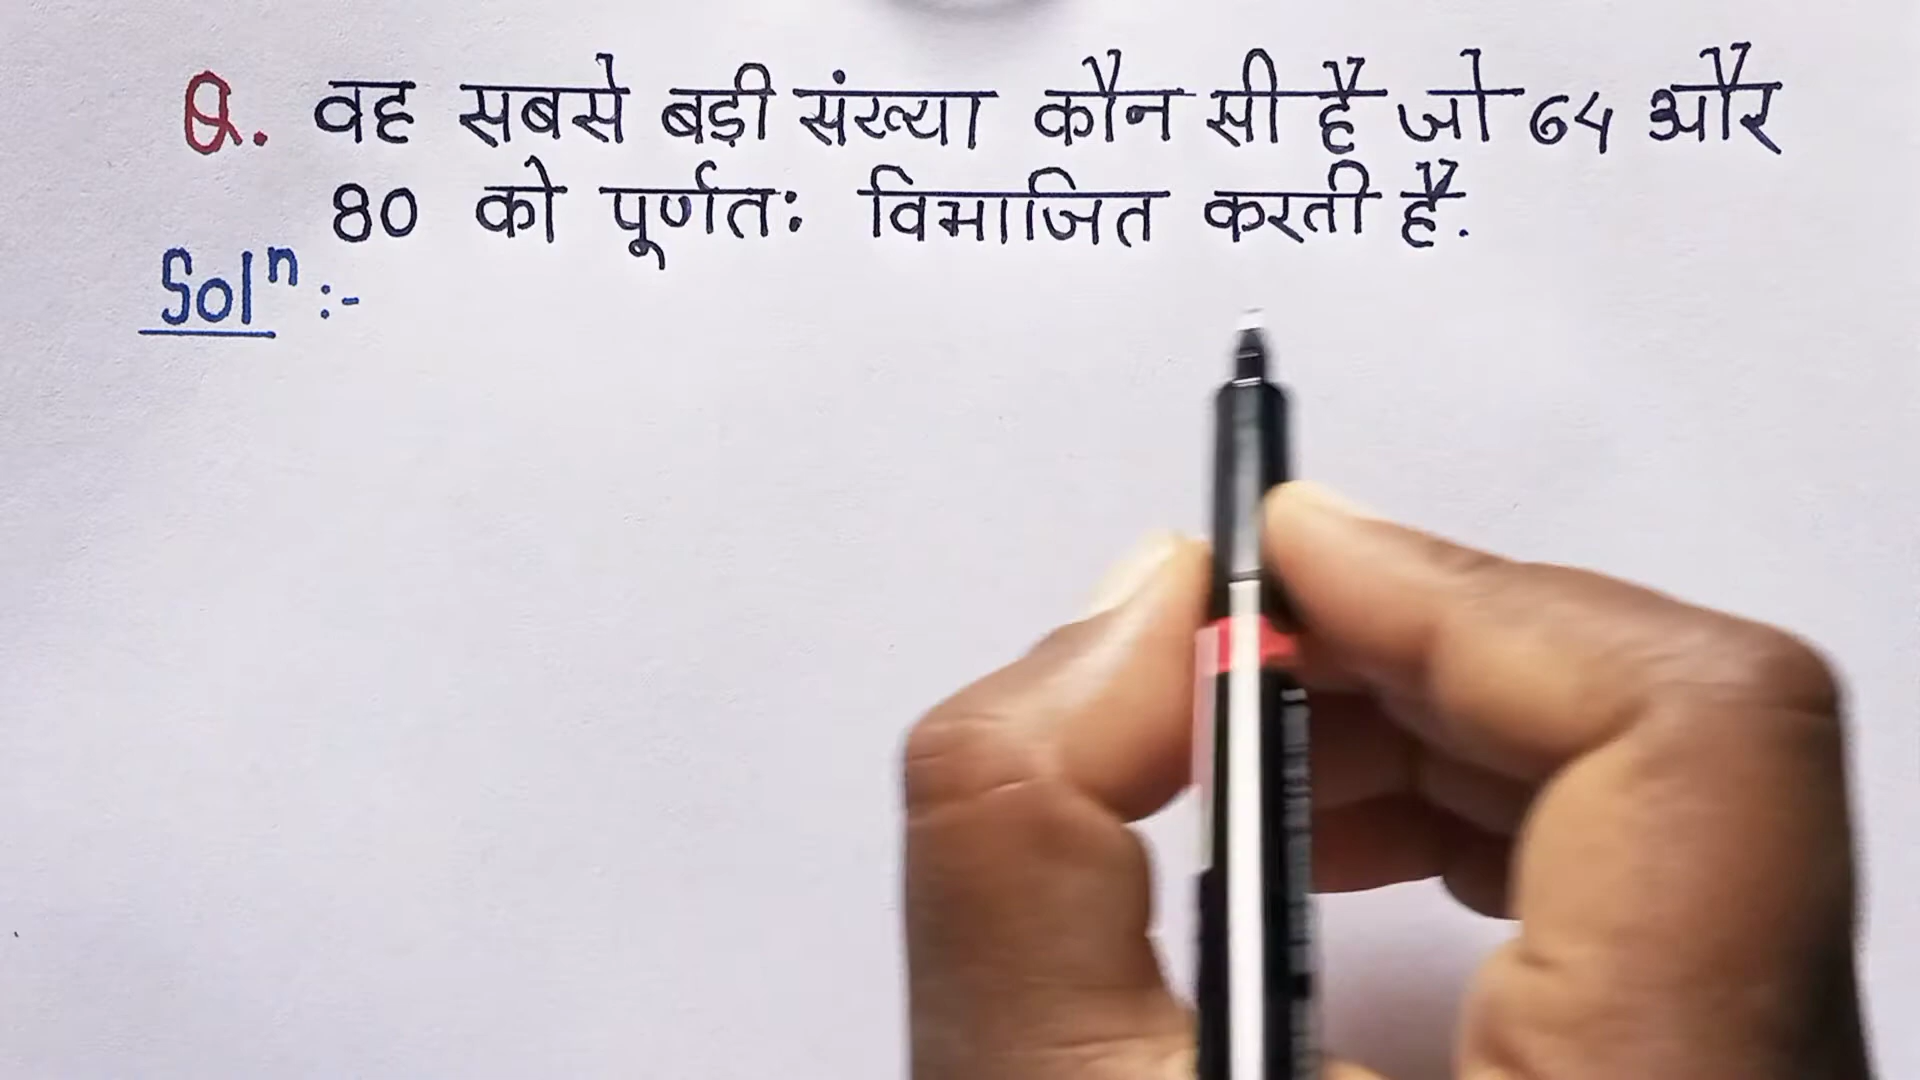 Q. वह सबसे बड़ी संख्या कौन सी है जो 64 और
80 को पूर्णतः विभाजित करती है.
Solⁿ :-